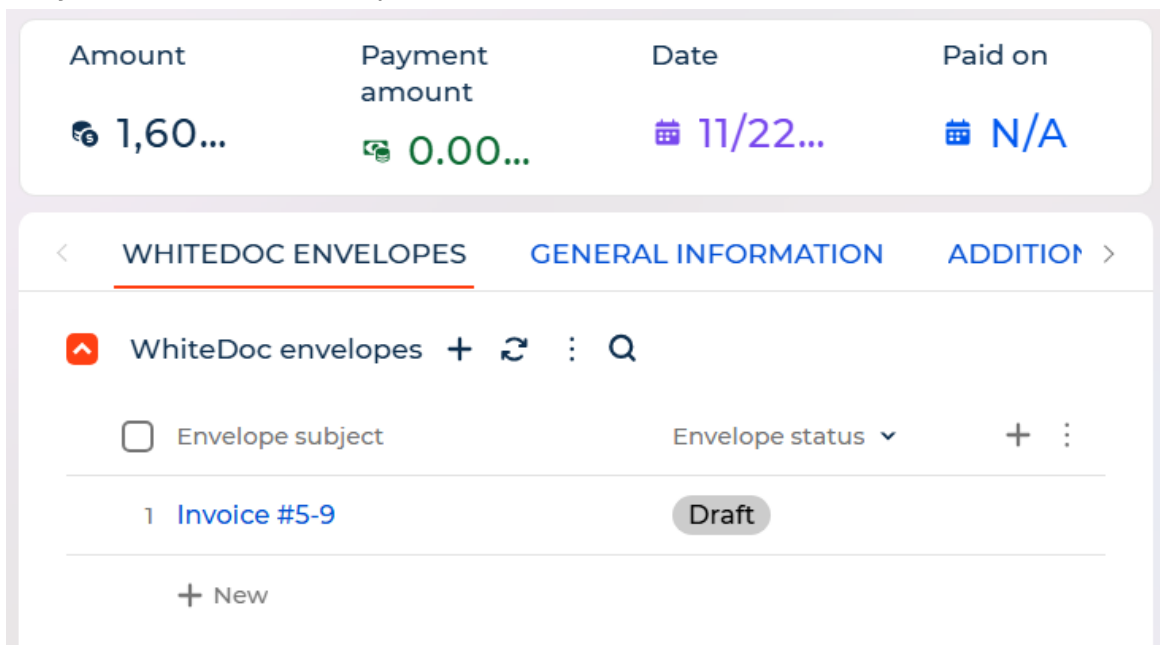 Amount Payment amount Date Paid on
1,60... 0.00... 11/22... N/A
WHITEDOC ENVELOPES GENERAL INFORMATION ADDITION
WhiteDoc envelopes
Envelope subject Envelope status
1 Invoice #5-9 Draft
+ New